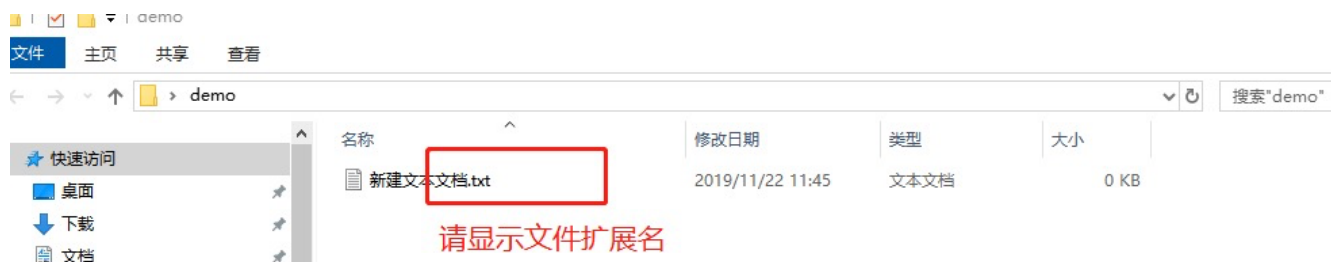 demo
文件 主页 共享 查看
demo 搜索"demo"
名称 修改日期 类型 大小
快速访问
新建文本文档.txt 2019/11/22 11:45 文本文档 0 KB
桌面
下载
请显示文件扩展名
文档